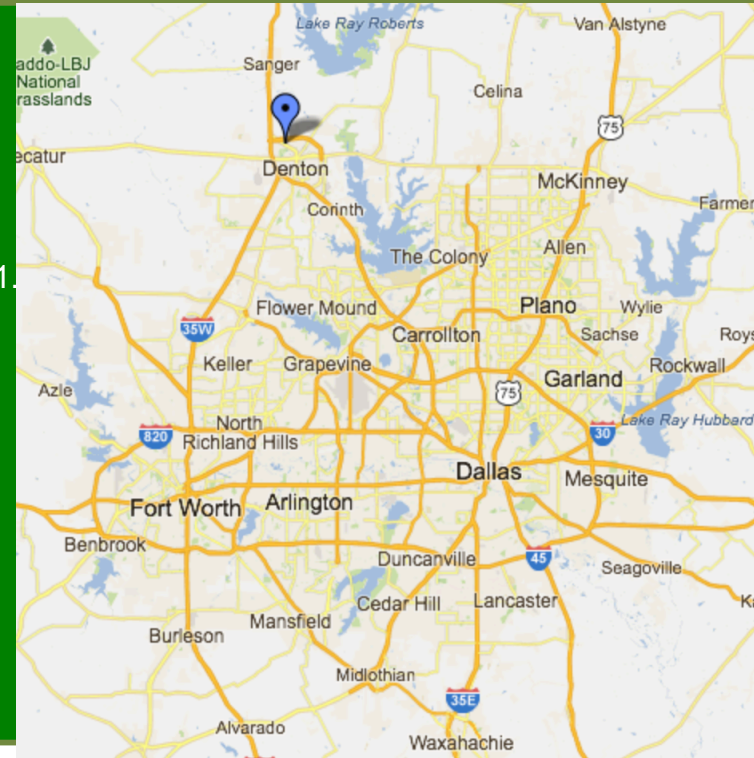 Lake Ray Roberts
Van Alstyne
addo-LBJ
National
rasslands
Sanger
Celina
75
ecatur
Denton
McKinney
Farmer
Corinth
The Colony
Allen
1.
Flower Mound
Plano
Wylie
35W
Carrollton
Sachse
Roys
Keller
Grapevine
Rockwall
Garland
Azle
75
North
Richland Hills
820
30
Lake Ray Hubbard
Dallas
Mesquite
Fort Worth
Arlington
Benbrook
Duncanville
45
Seagoville
Cedar Hill
Lancaster
Ka
Mansfield
Burleson
Midlothian
35E
Alvarado
Waxahachie